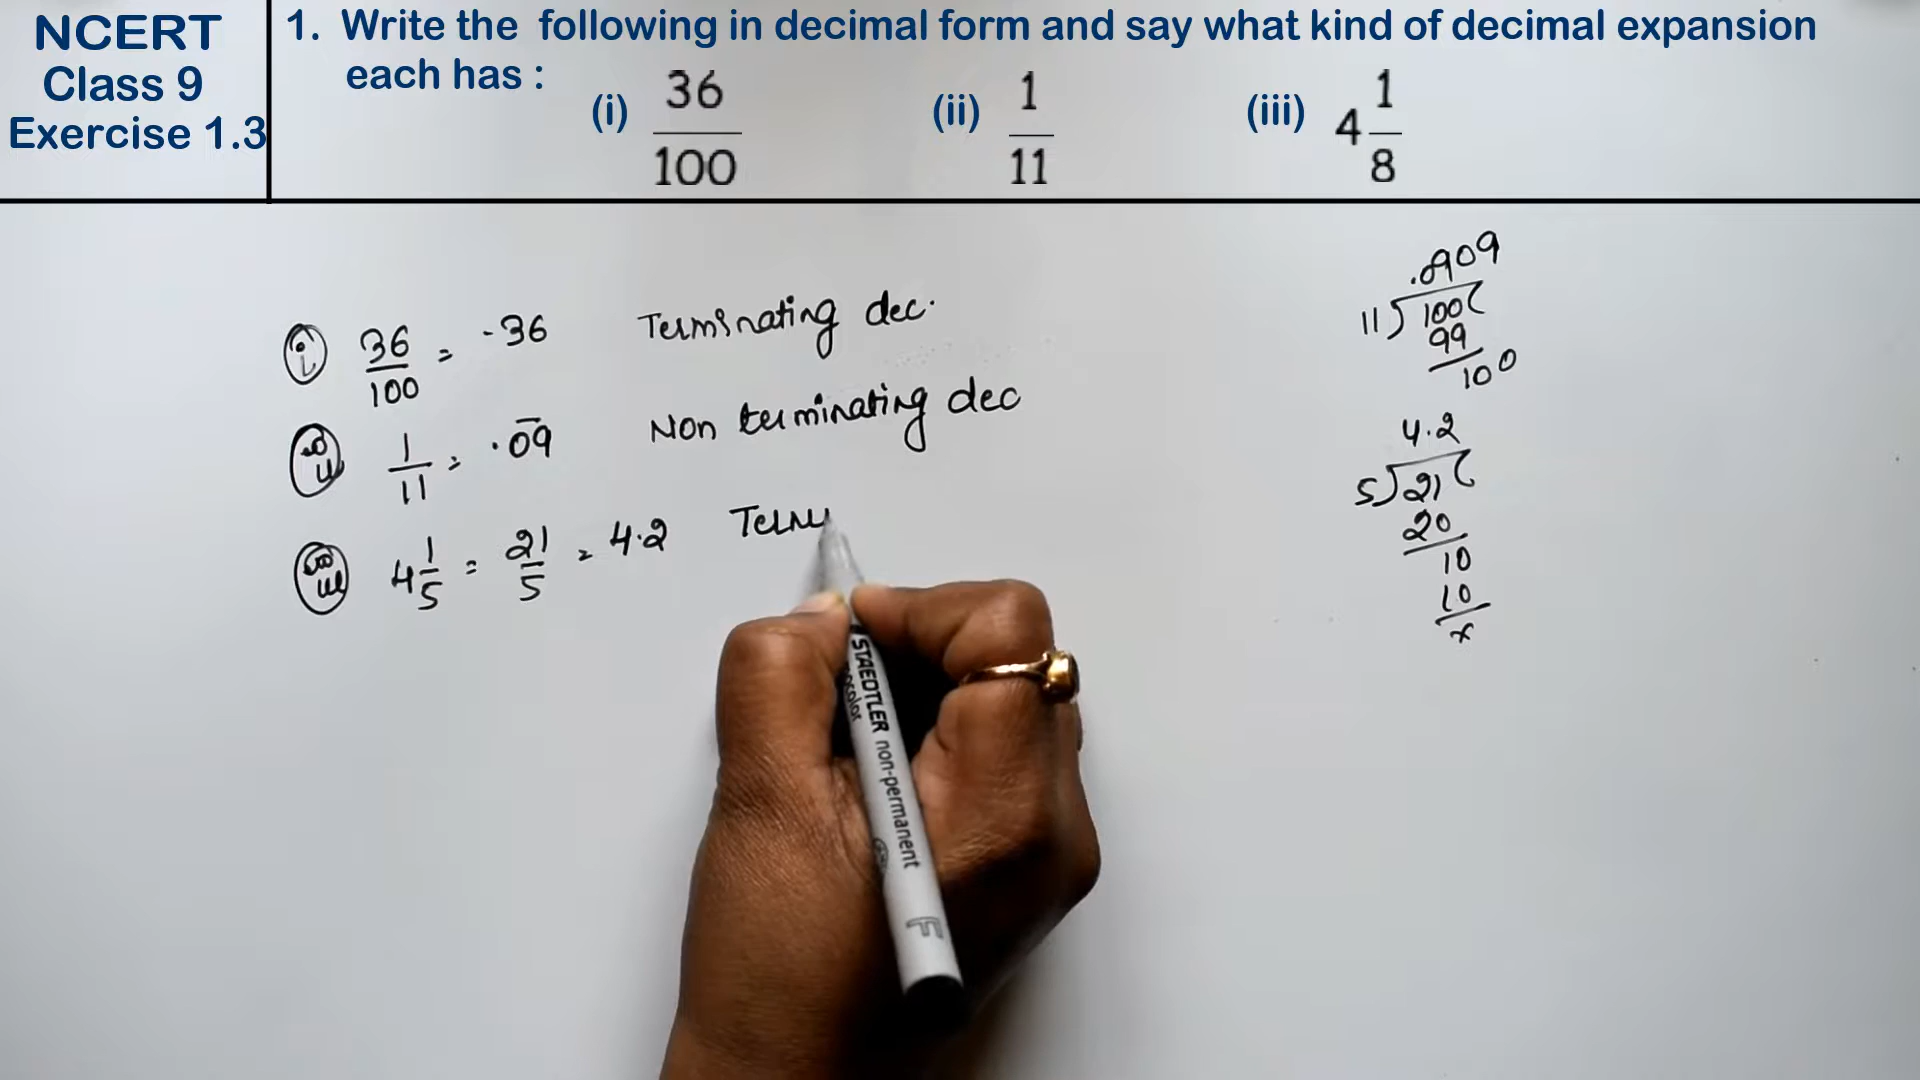 NCERT
Class 9
Exercise 1.3
1. Write the following in decimal form and say what kind of decimal expansion
each has :
(i) 36/100 (ii) 1/11 (iii) 4 1/8
(i) 36/100 = .36 Terminating dec.
(ii) 1/11 = .0̅9̅ Non terminating dec
(iii) 4 1/5 = 21/5 = 4.2 Term
.0909
11)100(
99
100
4.2
5)21(
20
10
10
x
STAEDTLER non-permanent
F